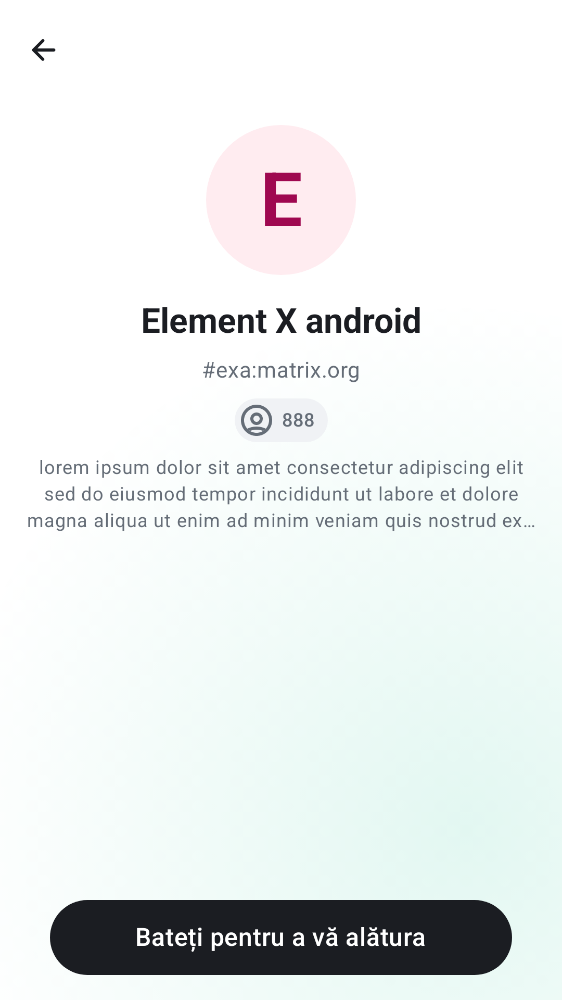 E
Element X android
#exa:matrix.org
888
lorem ipsum dolor sit amet consectetur adipiscing elit
sed do eiusmod tempor incididunt ut labore et dolore
magna aliqua ut enim ad minim veniam quis nostrud ex…
Bateți pentru a vă alătura